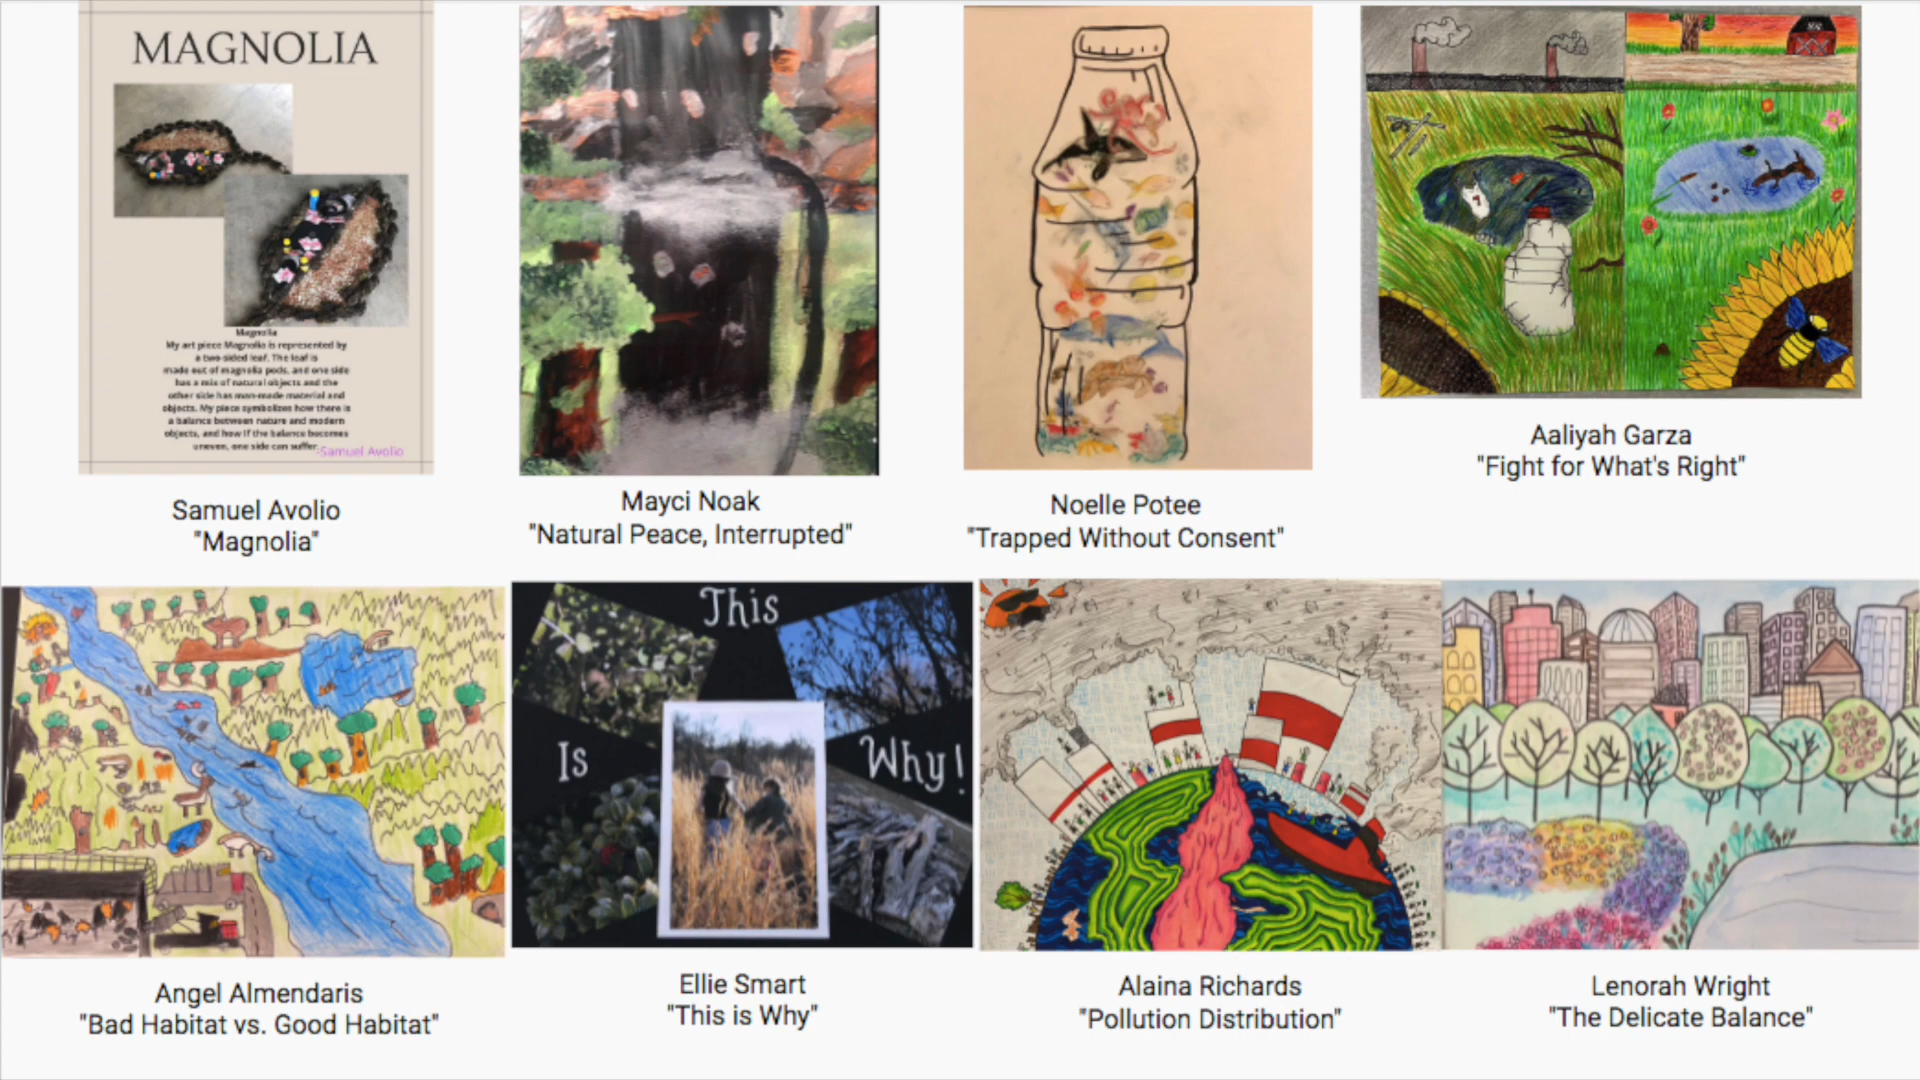 MAGNOLIA
Magnolia
My art piece Magnolia is represented by
a two-sided leaf. The leaf is
made out of magnolia pods, and one side
has a mix of natural objects and the
other side has man-made material and
objects. My piece symbolizes how there is
a balance between nature and modern
objects, and how if the balance becomes
uneven, one side can suffer.
-Samuel Avolio
Samuel Avolio
"Magnolia"
Mayci Noak
"Natural Peace, Interrupted"
Noelle Potee
"Trapped Without Consent"
Aaliyah Garza
"Fight for What's Right"
Angel Almendaris
"Bad Habitat vs. Good Habitat"
This
Is
Why!
Ellie Smart
"This is Why"
Alaina Richards
"Pollution Distribution"
Lenorah Wright
"The Delicate Balance"